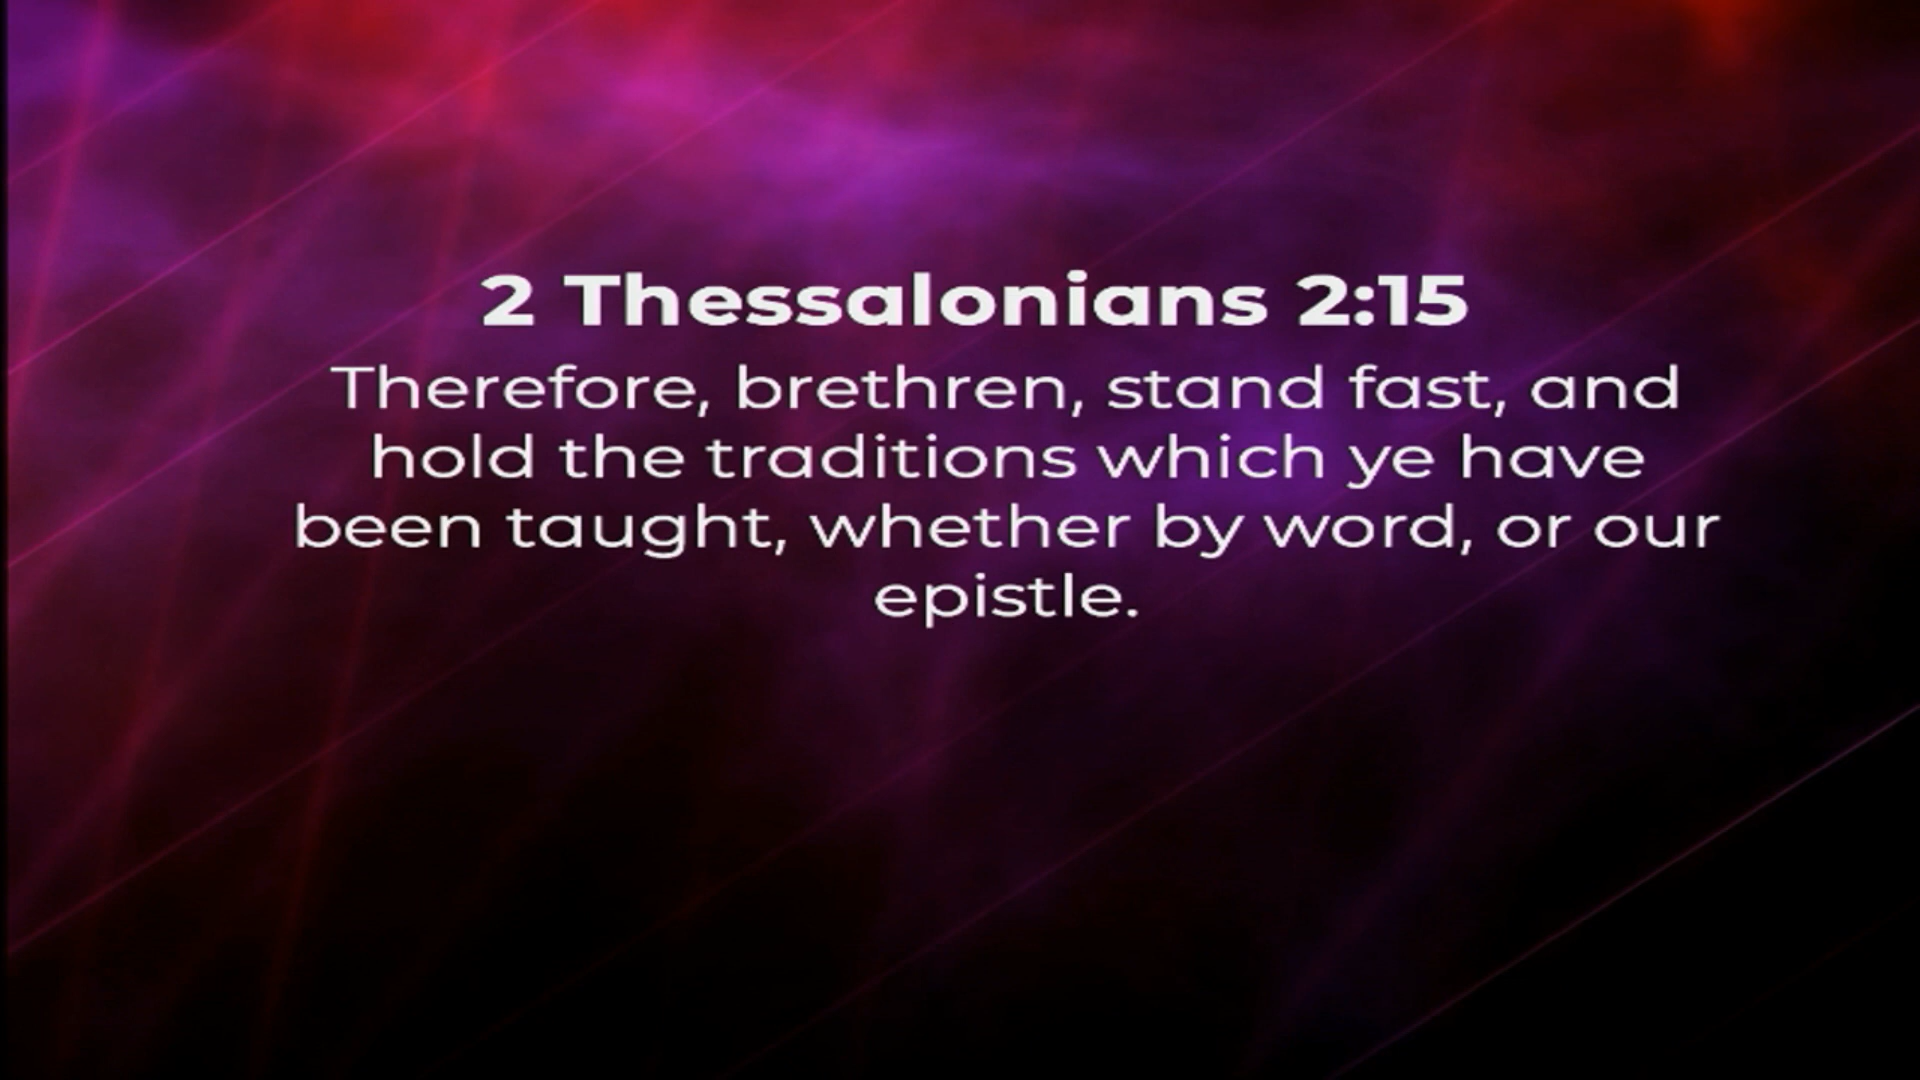 2 Thessalonians 2:15
Therefore, brethren, stand fast, and
hold the traditions which ye have
been taught, whether by word, or our
epistle.